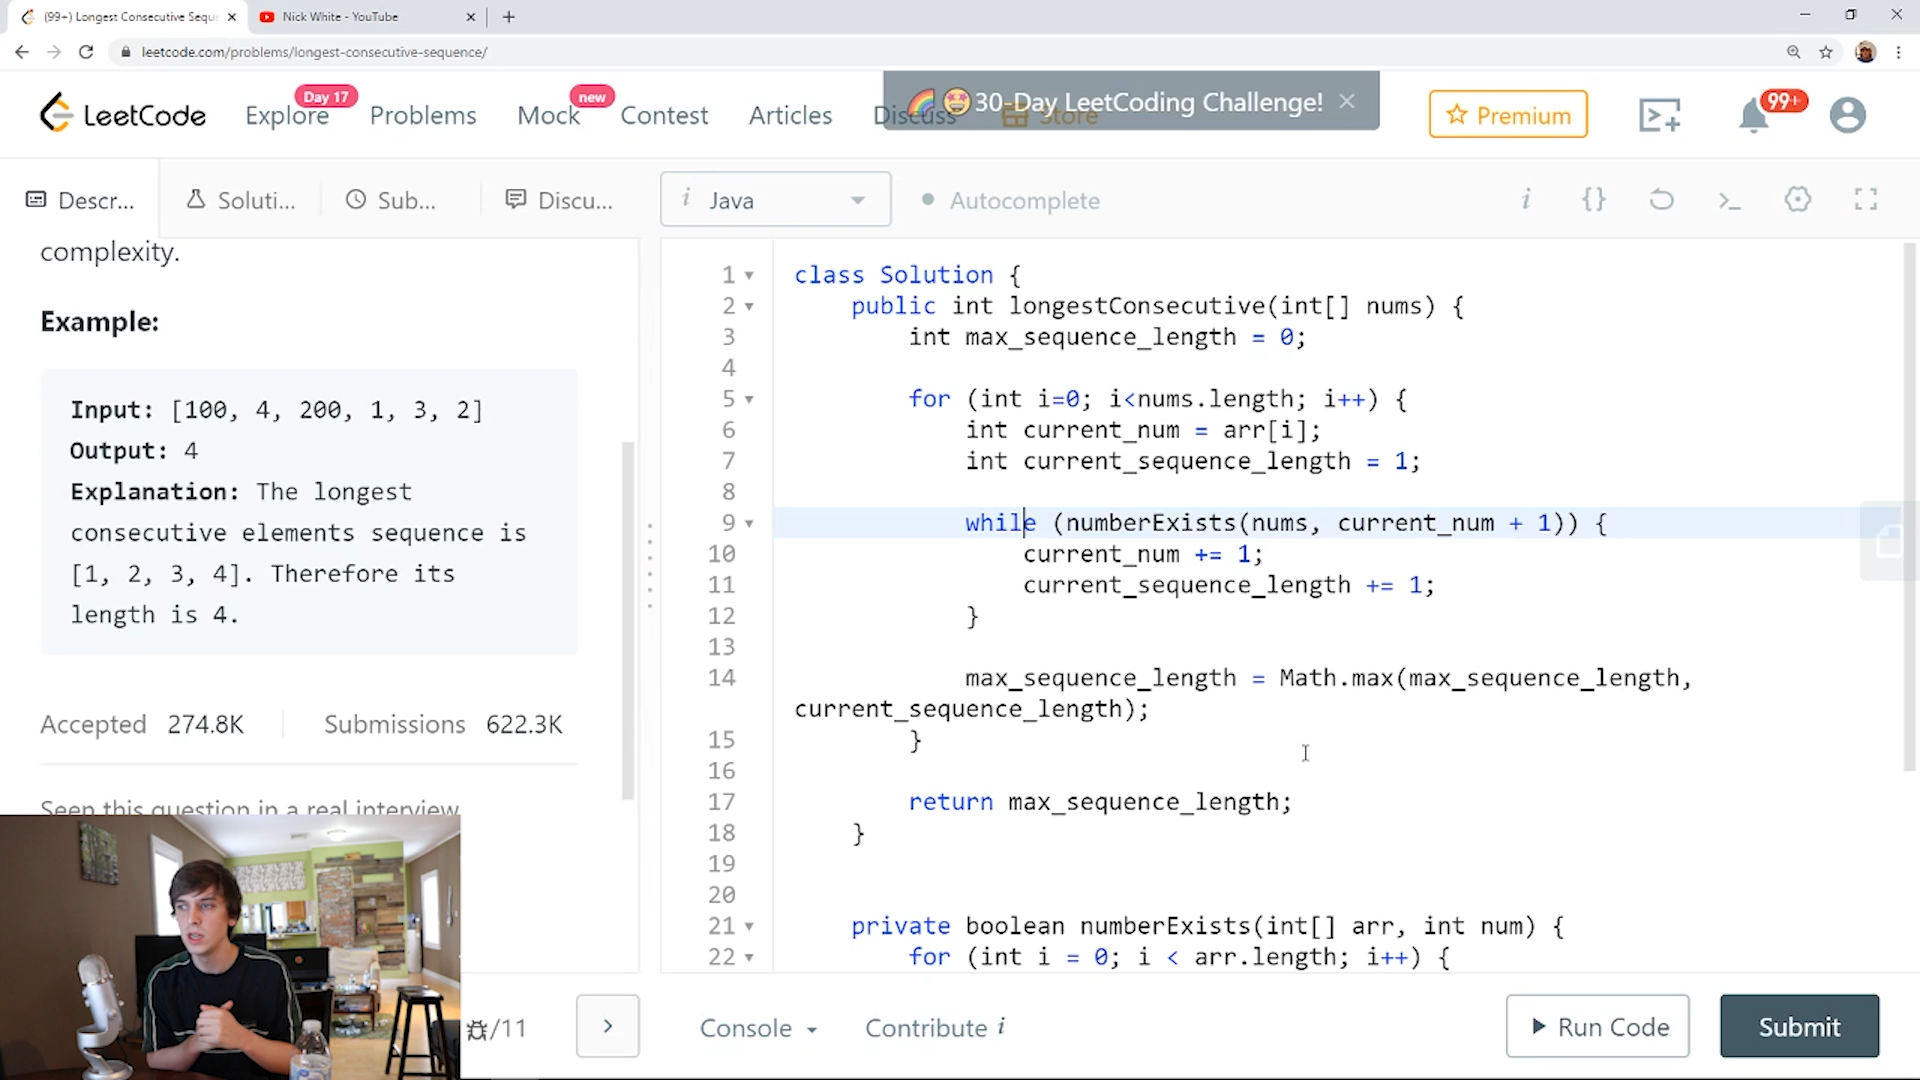 (99+) Longest Consecutive Sequ
Nick White - YouTube
leetcode.com/problems/longest-consecutive-sequence/
LeetCode
Explore
Day 17
Problems
Mock
new
Contest
Articles
Discuss
Store
30-Day LeetCoding Challenge!
Premium
99+
Descr...
Soluti...
Sub...
Discu...
i Java
Autocomplete
complexity.
Example:
Input: [100, 4, 200, 1, 3, 2]
Output: 4
Explanation: The longest
consecutive elements sequence is
[1, 2, 3, 4]. Therefore its
length is 4.
Accepted 274.8K
Submissions 622.3K
Seen this question in a real interview
1 class Solution {
2 public int longestConsecutive(int[] nums) {
3 int max_sequence_length = 0;
4
5 for (int i=0; i<nums.length; i++) {
6 int current_num = arr[i];
7 int current_sequence_length = 1;
8
9 while (numberExists(nums, current_num + 1)) {
10 current_num += 1;
11 current_sequence_length += 1;
12 }
13
14 max_sequence_length = Math.max(max_sequence_length,
current_sequence_length);
15 }
16
17 return max_sequence_length;
18 }
19
20
21 private boolean numberExists(int[] arr, int num) {
22 for (int i = 0; i < arr.length; i++) {
/11
Console
Contribute i
Run Code
Submit